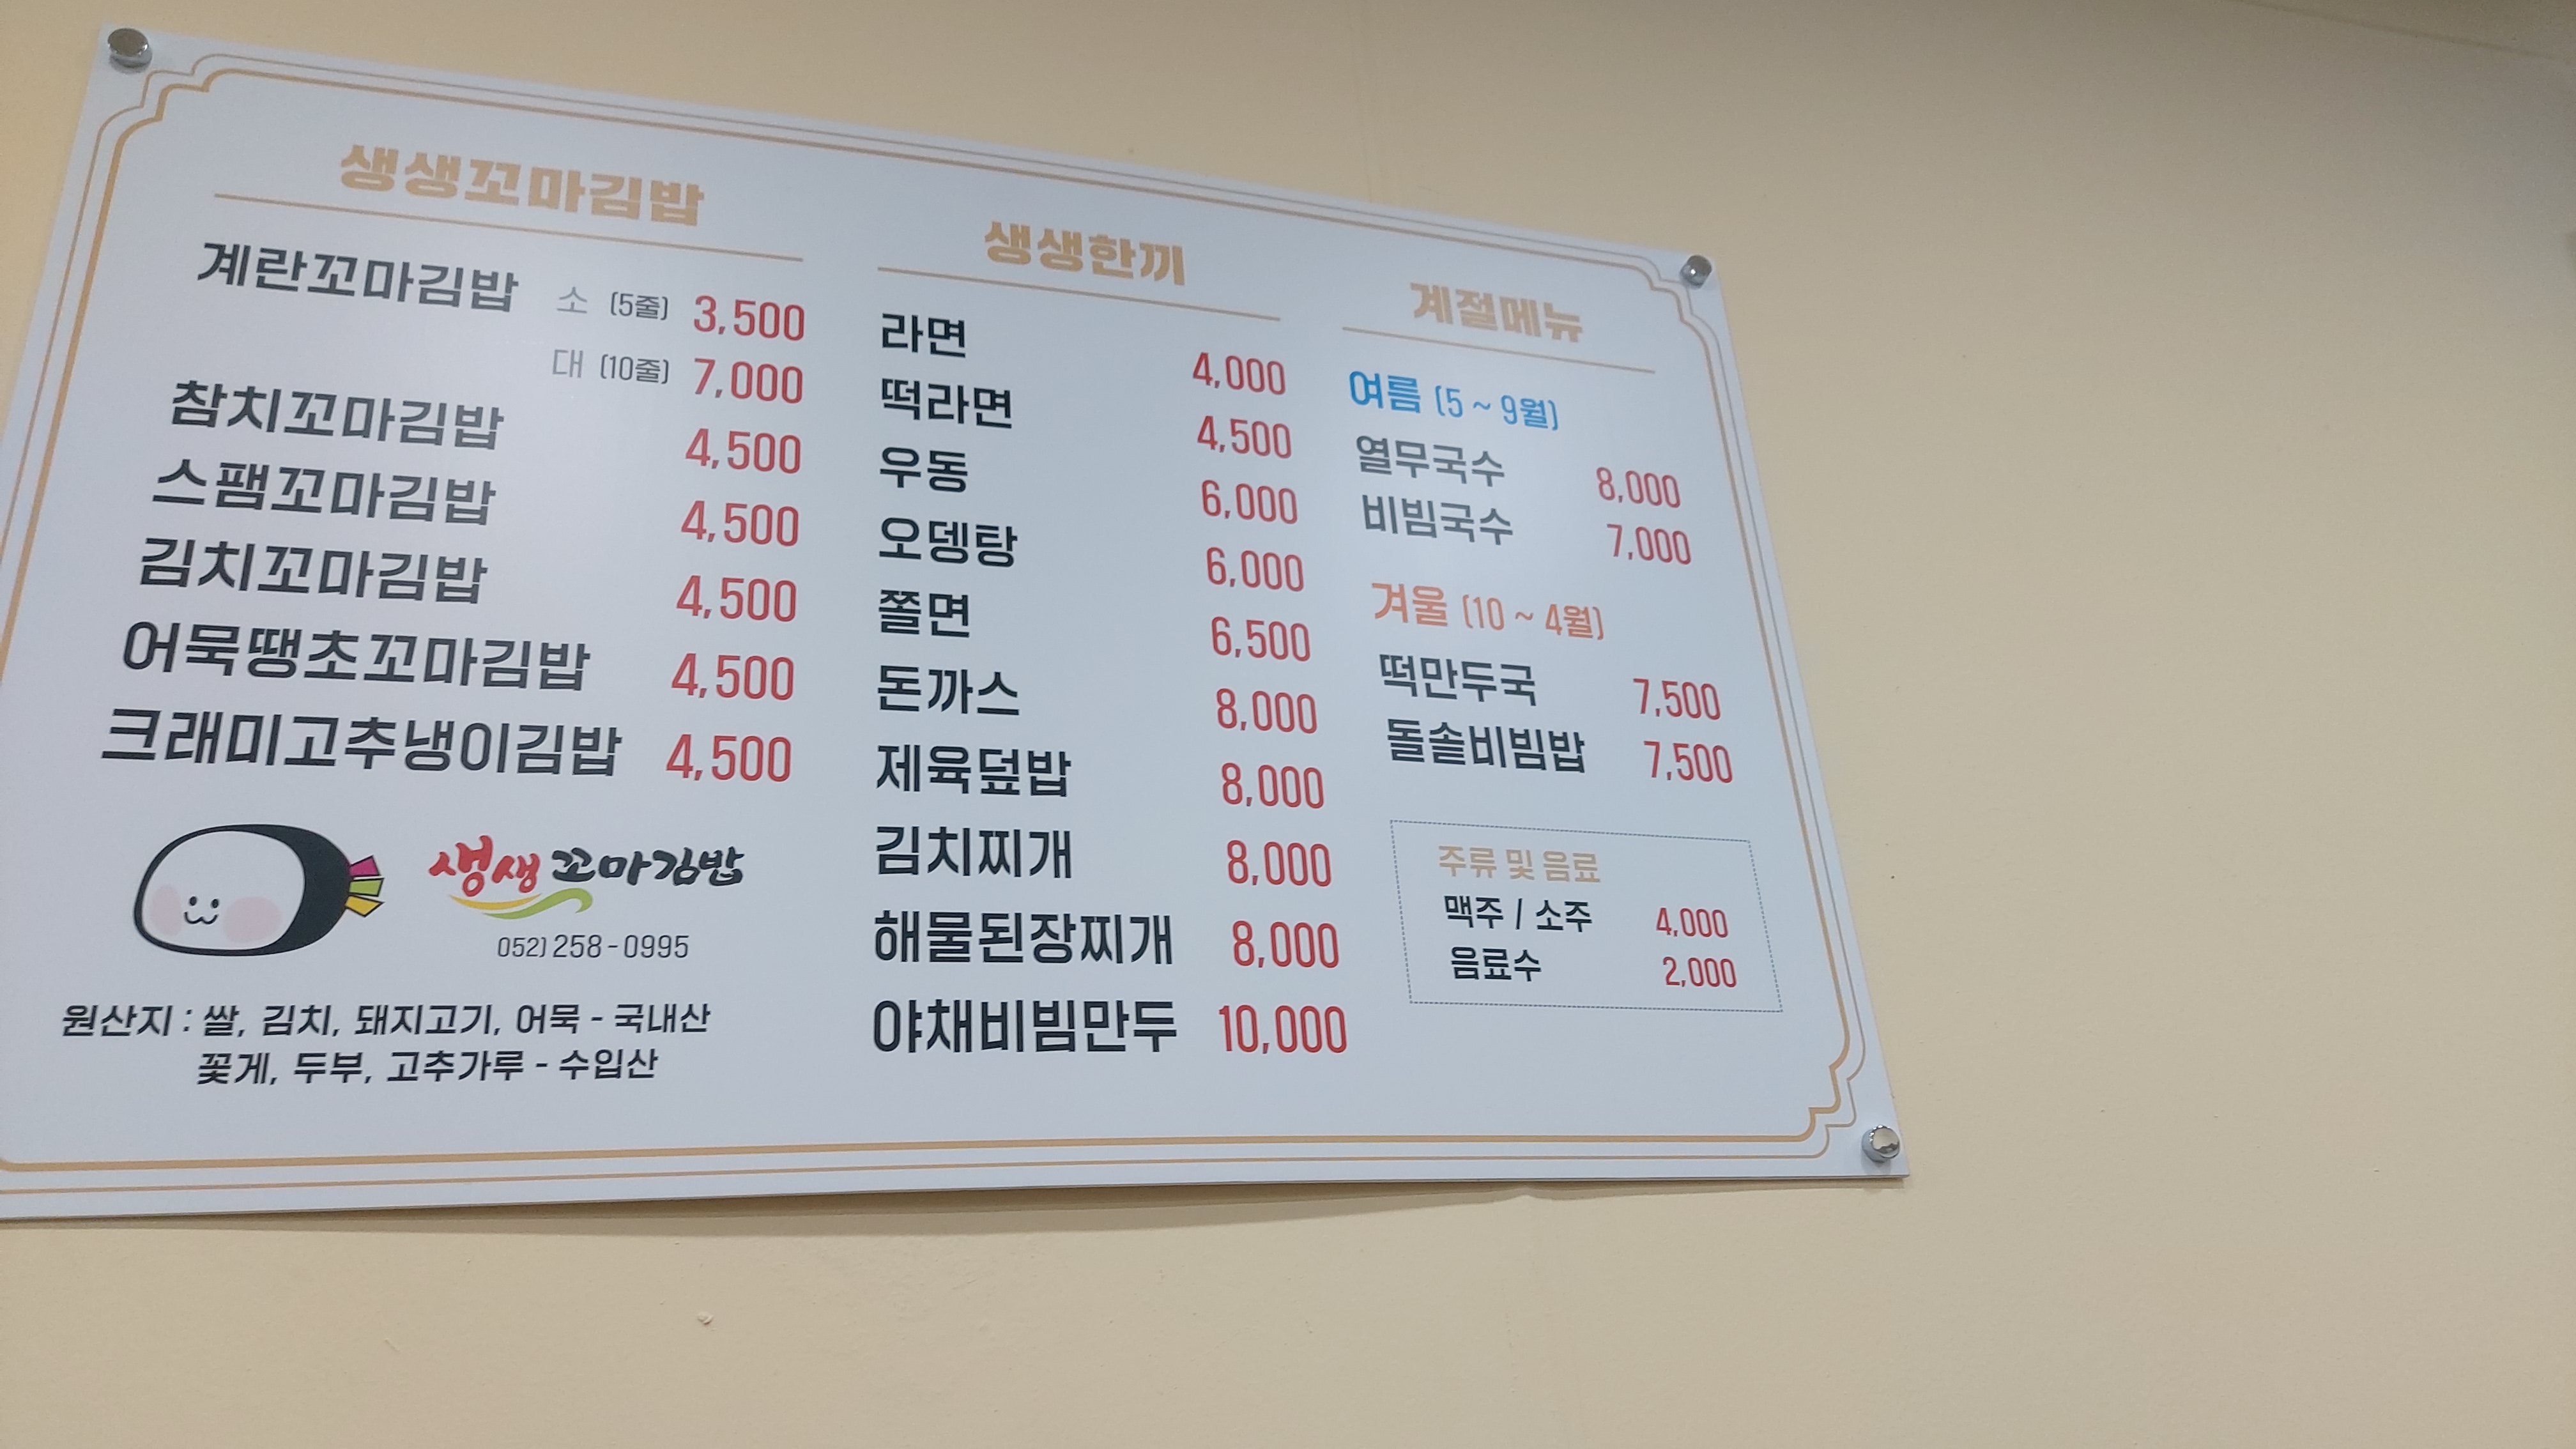 생생꼬마김밥
계란꼬마김밥 소 (5줄) 3,500
대 (10줄) 7,000
참치꼬마김밥 4,500
스팸꼬마김밥 4,500
김치꼬마김밥 4,500
어묵땡초꼬마김밥 4,500
크래미고추냉이김밥 4,500
생생 꼬마김밥
052) 258-0995
원산지 : 쌀, 김치, 돼지고기, 어묵 - 국내산
꽃게, 두부, 고추가루 - 수입산
생생한끼
라면 4,000
떡라면 4,500
우동 6,000
오뎅탕 6,000
쫄면 6,500
돈까스 8,000
제육덮밥 8,000
김치찌개 8,000
해물된장찌개 8,000
야채비빔만두 10,000
계절메뉴
여름 (5 ~ 9월)
열무국수 8,000
비빔국수 7,000
겨울 (10 ~ 4월)
떡만두국 7,500
돌솥비빔밥 7,500
주류 및 음료
맥주 / 소주 4,000
음료수 2,000